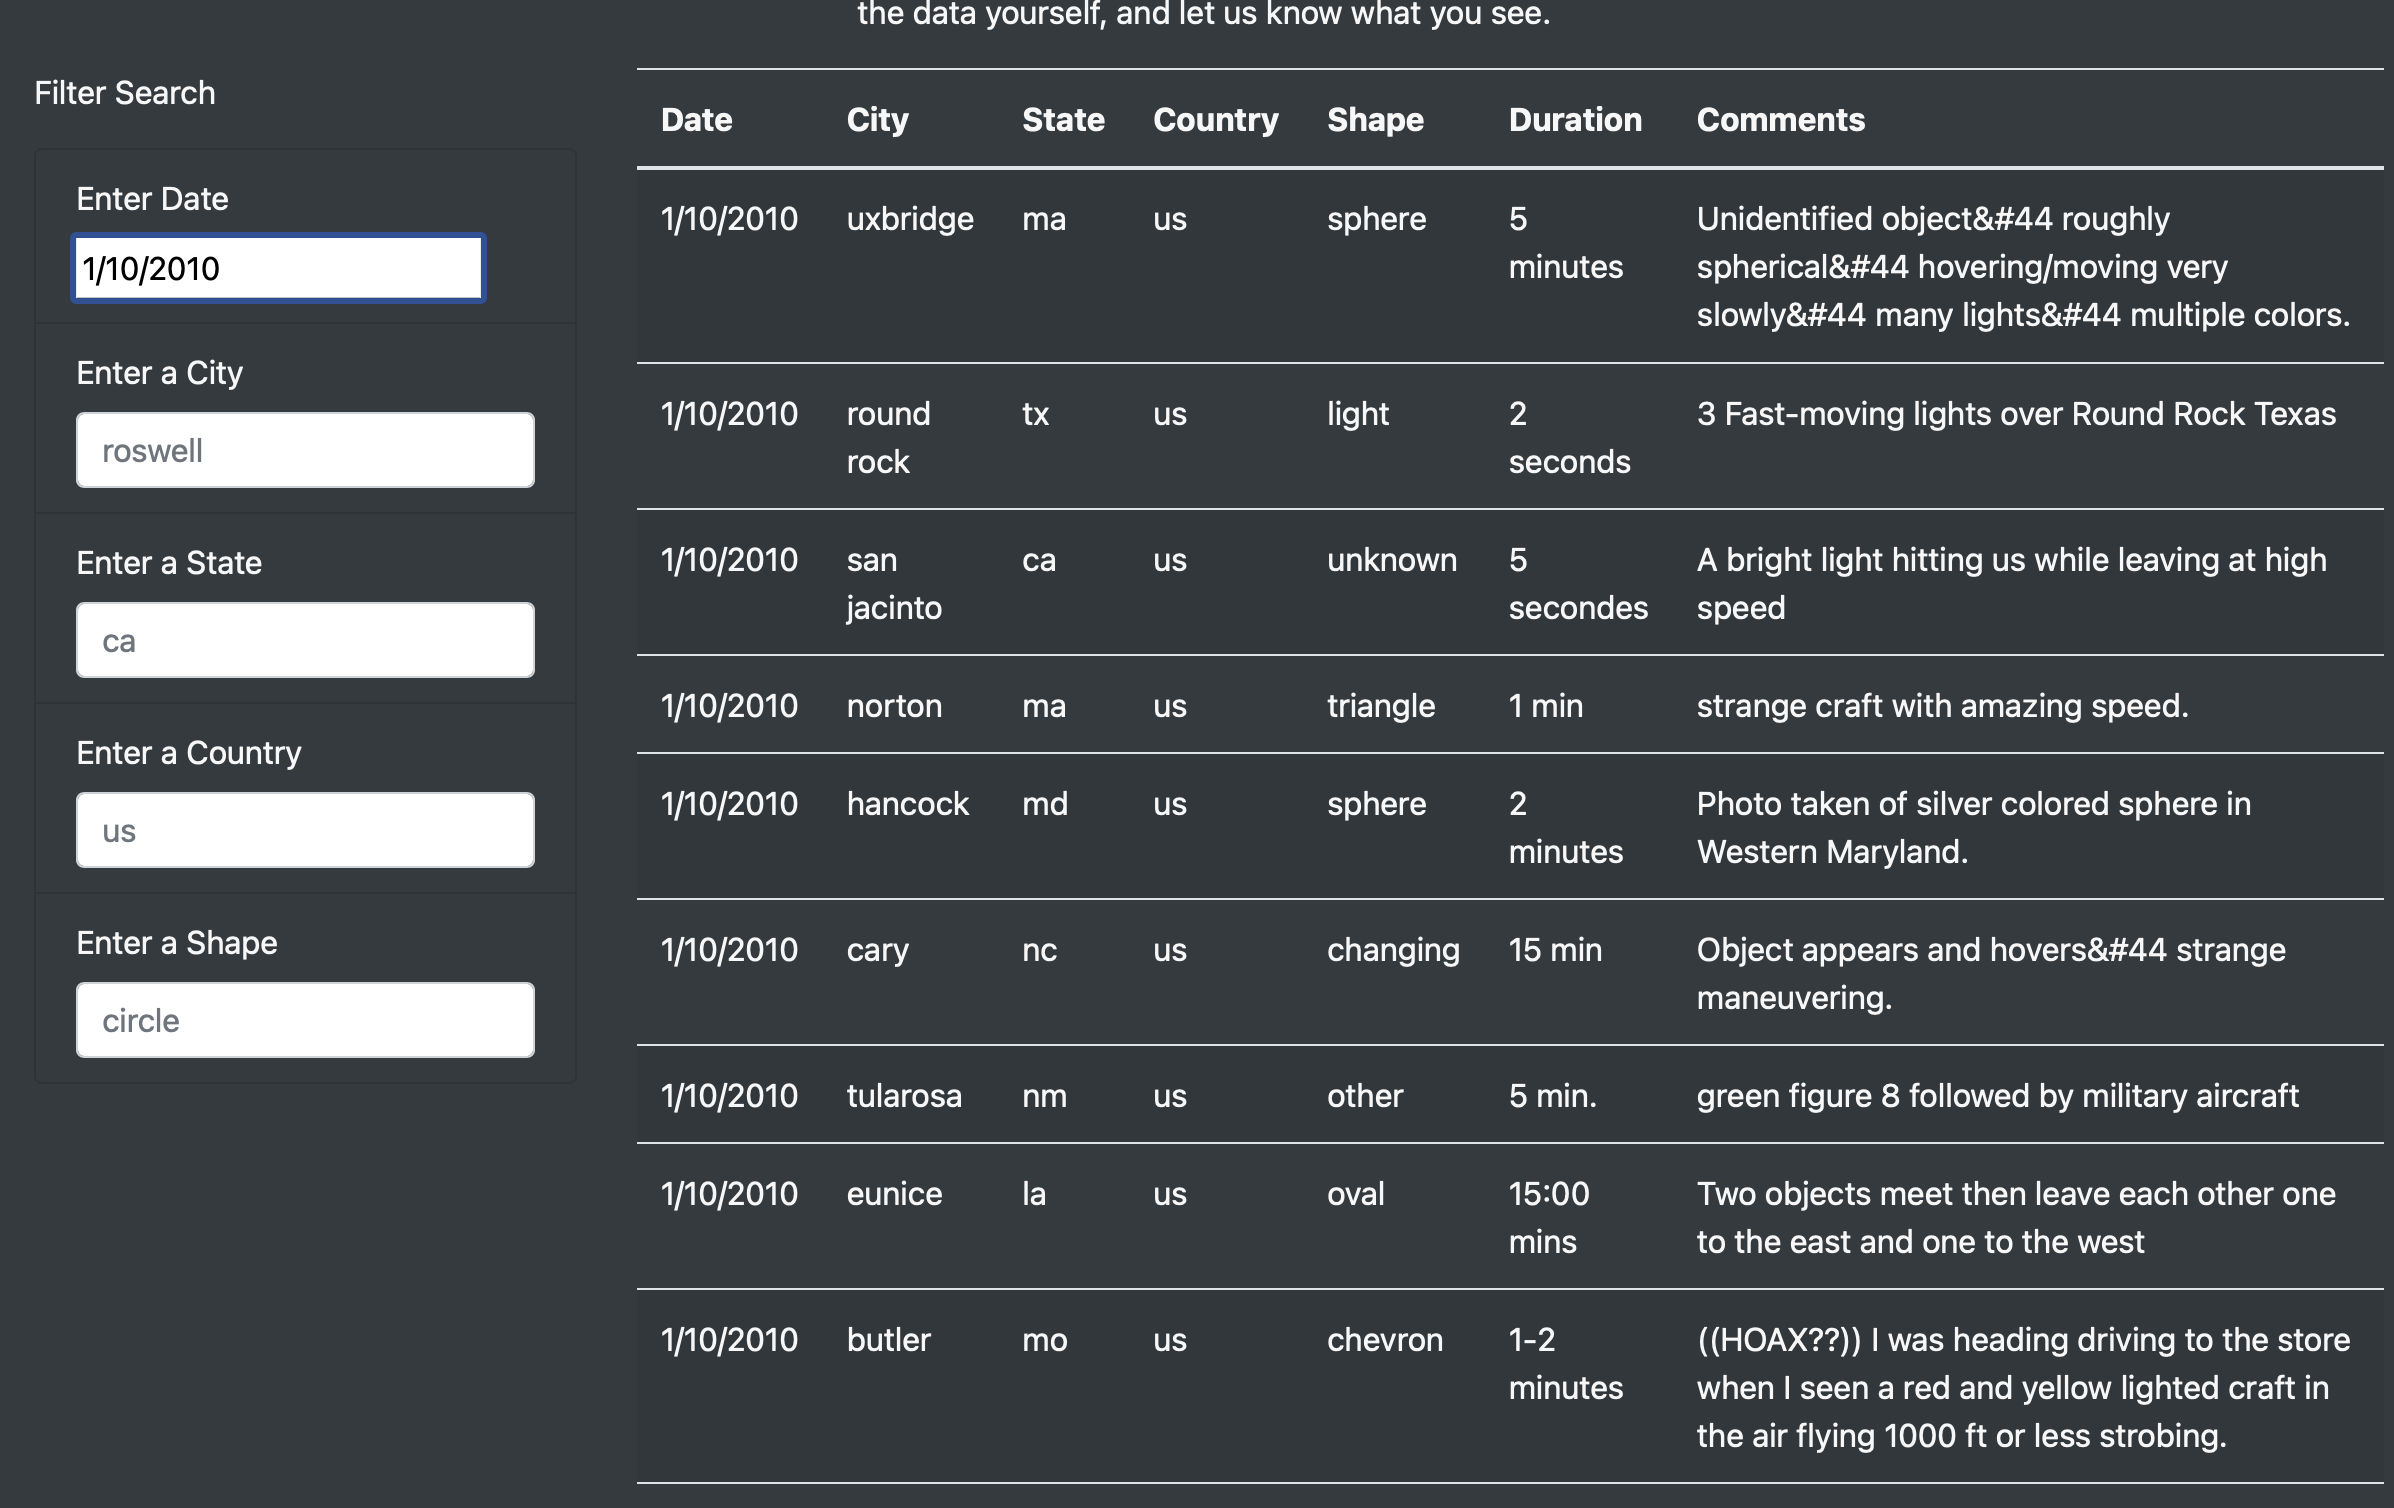 the data yourself, and let us know what you see.
Filter Search
Enter Date
1/10/2010
Enter a City
roswell
Enter a State
ca
Enter a Country
us
Enter a Shape
circle
Date City State Country Shape Duration Comments
1/10/2010 uxbridge ma us sphere 5 Unidentified object&#44 roughly
minutes spherical&#44 hovering/moving very
slowly&#44 many lights&#44 multiple colors.
1/10/2010 round tx us light 2 3 Fast-moving lights over Round Rock Texas
rock seconds
1/10/2010 san ca us unknown 5 A bright light hitting us while leaving at high
jacinto secondes speed
1/10/2010 norton ma us triangle 1 min strange craft with amazing speed.
1/10/2010 hancock md us sphere 2 Photo taken of silver colored sphere in
minutes Western Maryland.
1/10/2010 cary nc us changing 15 min Object appears and hovers&#44 strange
maneuvering.
1/10/2010 tularosa nm us other 5 min. green figure 8 followed by military aircraft
1/10/2010 eunice la us oval 15:00 Two objects meet then leave each other one
mins to the east and one to the west
1/10/2010 butler mo us chevron 1-2 ((HOAX??)) I was heading driving to the store
minutes when I seen a red and yellow lighted craft in
the air flying 1000 ft or less strobing.